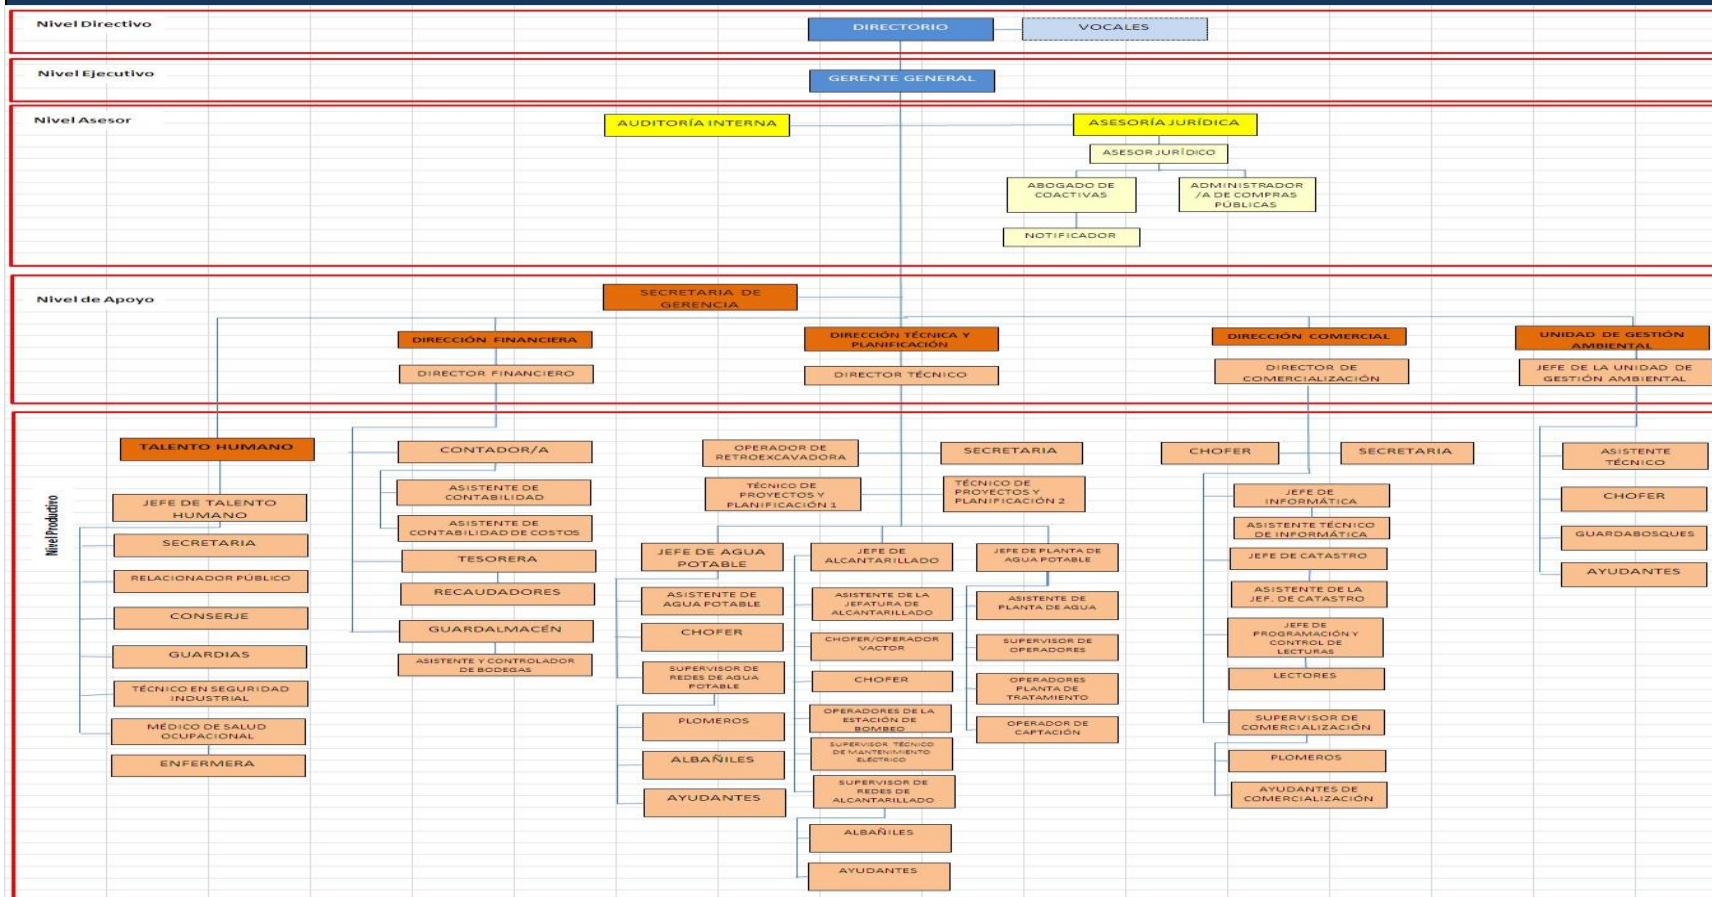 Nivel Directivo
DIRECTORIO
VOCALES
Nivel Ejecutivo
GERENTE GENERAL
Nivel Asesor
AUDITORÍA INTERNA
ASESORÍA JURÍDICA
ASESOR JURÍDICO
ABOGADO DE
COACTIVAS
ADMINISTRADOR
/A DE COMPRAS
PÚBLICAS
NOTIFICADOR
Nivel de Apoyo
SECRETARIA DE
GERENCIA
DIRECCIÓN FINANCIERA
DIRECTOR FINANCIERO
DIRECCIÓN TÉCNICA Y
PLANIFICACIÓN
DIRECTOR TÉCNICO
DIRECCIÓN COMERCIAL
DIRECTOR DE
COMERCIALIZACIÓN
UNIDAD DE GESTIÓN
AMBIENTAL
JEFE DE LA UNIDAD DE
GESTIÓN AMBIENTAL
Nivel Productivo
TALENTO HUMANO
JEFE DE TALENTO
HUMANO
SECRETARIA
RELACIONADOR PÚBLICO
CONSERJE
GUARDIAS
TÉCNICO EN SEGURIDAD
INDUSTRIAL
MÉDICO DE SALUD
OCUPACIONAL
ENFERMERA
CONTADOR/A
ASISTENTE DE
CONTABILIDAD
ASISTENTE DE
CONTABILIDAD DE COSTOS
TESORERA
RECAUDADORES
GUARDALMACÉN
ASISTENTE Y CONTROLADOR
DE BODEGAS
OPERADOR DE
RETROEXCAVADORA
SECRETARIA
TÉCNICO DE
PROYECTOS Y
PLANIFICACIÓN 1
TÉCNICO DE
PROYECTOS Y
PLANIFICACIÓN 2
JEFE DE AGUA
POTABLE
ASISTENTE DE
AGUA POTABLE
CHOFER
SUPERVISOR DE
REDES DE AGUA
POTABLE
PLOMEROS
ALBAÑILES
AYUDANTES
JEFE DE
ALCANTARILLADO
ASISTENTE DE LA
JEFATURA DE
ALCANTARILLADO
CHOFER/OPERADOR
VACTOR
CHOFER
OPERADORES DE LA
ESTACIÓN DE
BOMBEO
SUPERVISOR TÉCNICO
DE MANTENIMIENTO
ELÉCTRICO
SUPERVISOR DE
REDES DE
ALCANTARILLADO
ALBAÑILES
AYUDANTES
JEFE DE PLANTA DE
AGUA POTABLE
ASISTENTE DE
PLANTA DE AGUA
SUPERVISOR DE
OPERADORES
OPERADORES
PLANTA DE
TRATAMIENTO
OPERADOR DE
CAPTACIÓN
CHOFER
SECRETARIA
JEFE DE
INFORMÁTICA
ASISTENTE TÉCNICO
DE INFORMÁTICA
JEFE DE CATASTRO
ASISTENTE DE LA
JEF. DE CATASTRO
JEFE DE
PROGRAMACIÓN Y
CONTROL DE
LECTURAS
LECTORES
SUPERVISOR DE
COMERCIALIZACIÓN
PLOMEROS
AYUDANTES DE
COMERCIALIZACIÓN
ASISTENTE
TÉCNICO
CHOFER
GUARDABOSQUES
AYUDANTES